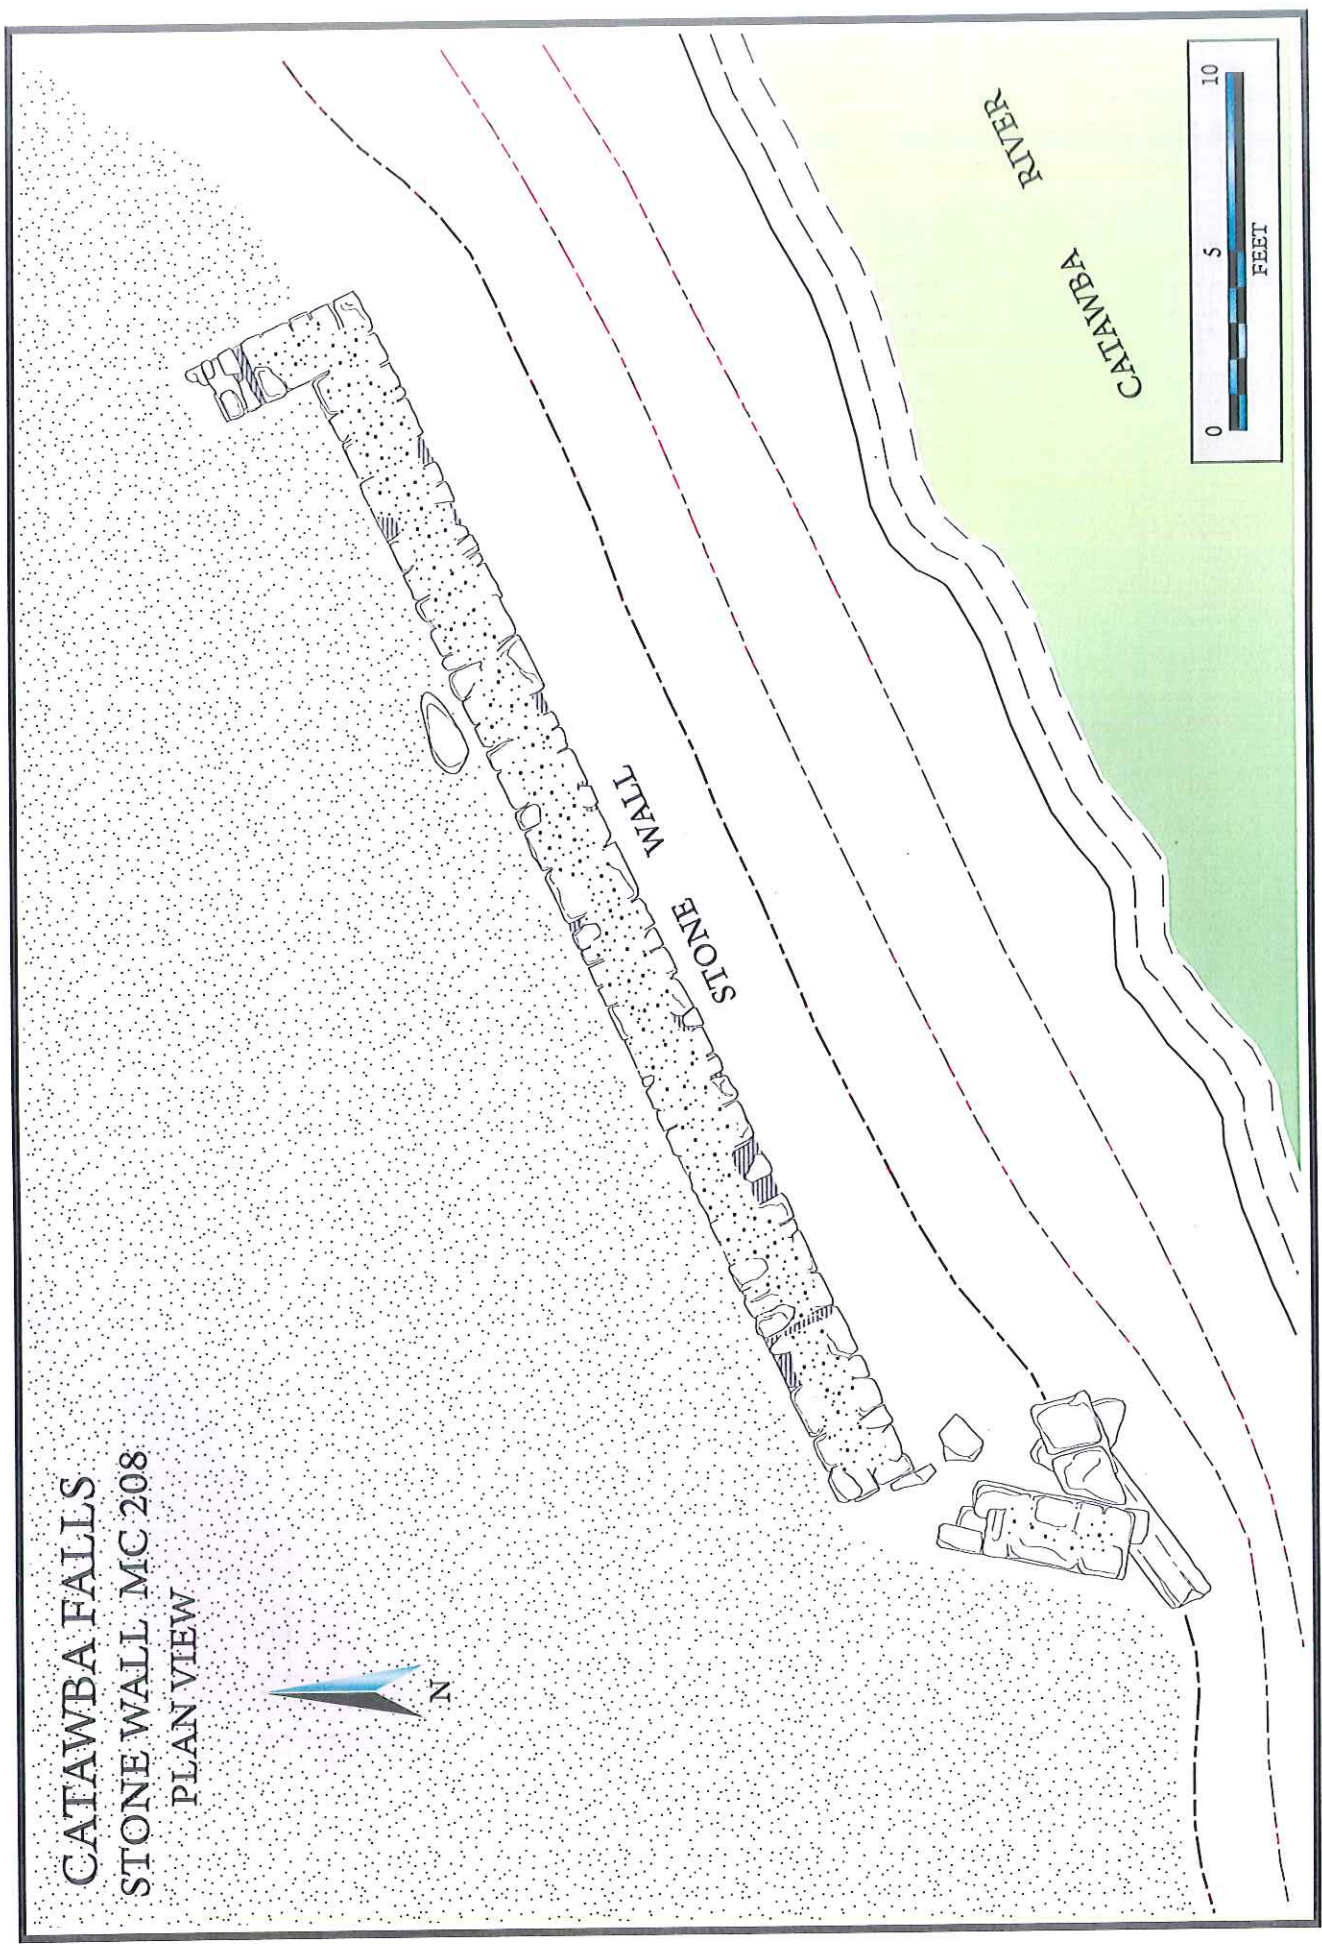 CATAWBA FALLS
STONE WALL MC 208
PLAN VIEW
N
STONE WALL
CATAWBA RIVER
0 5 10
FEET